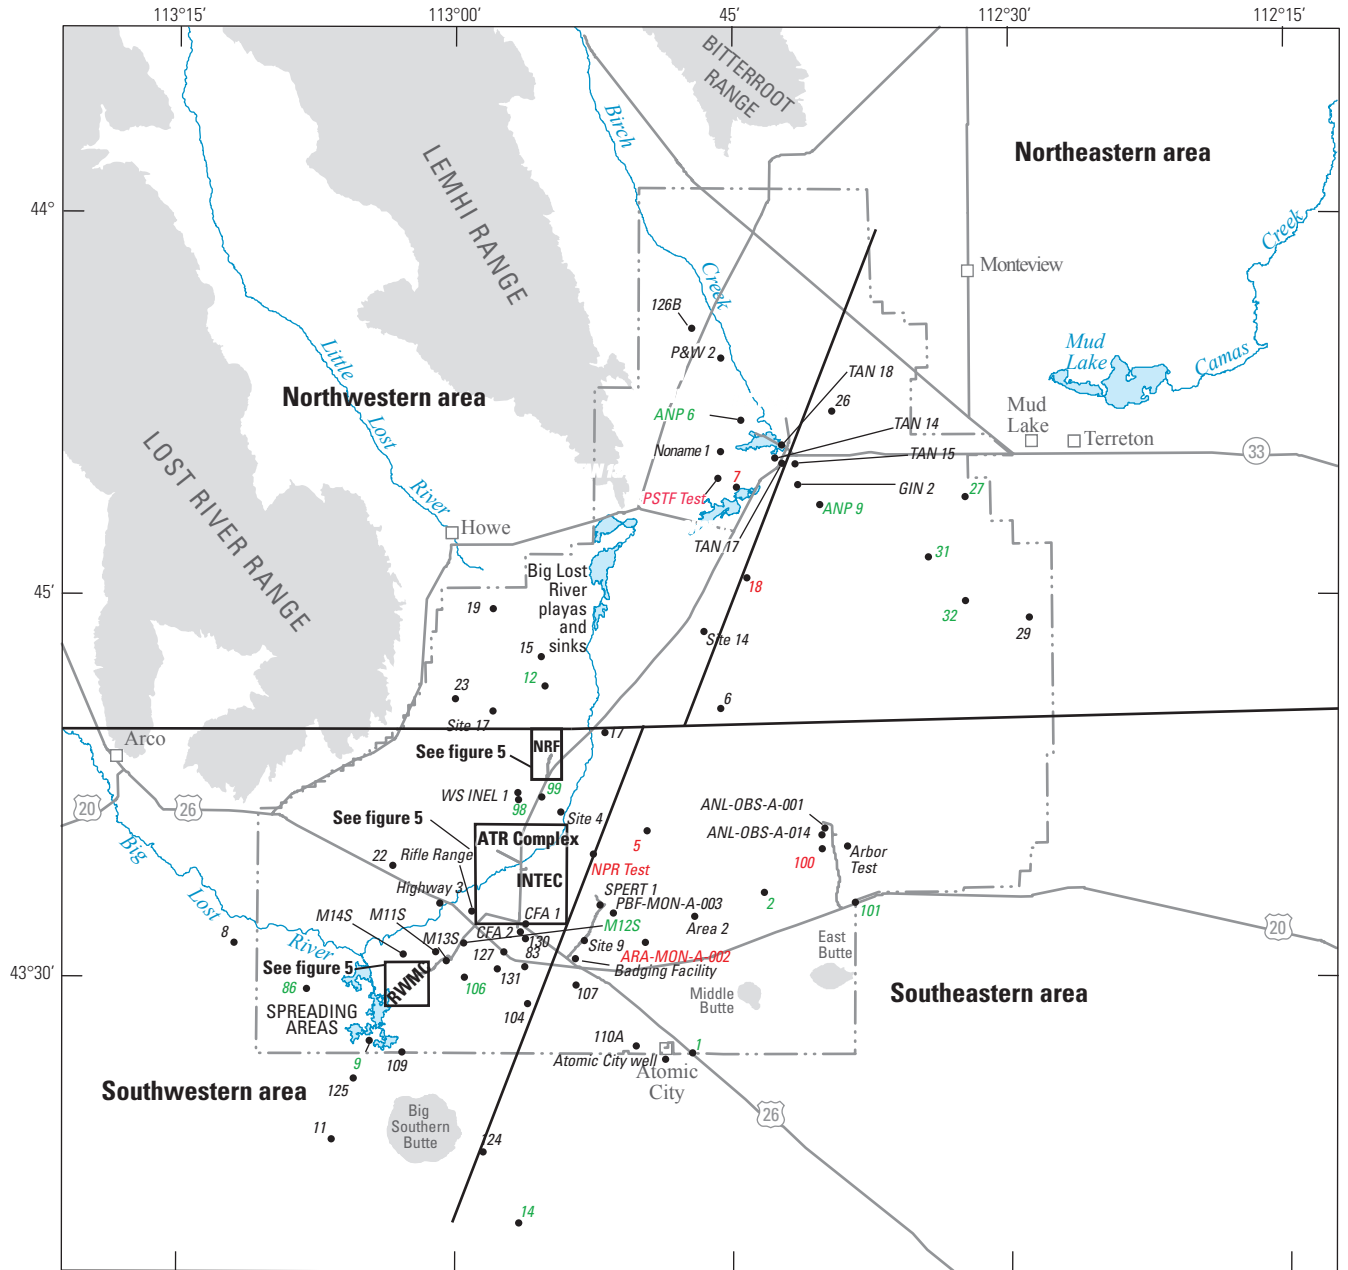 113°15'
113°00'
45'
112°30'
112°15'
BITTERROOT
RANGE
Birch
LEMHI RANGE
Northeastern area
Creek
44°
Monteview
Creek
126B
P&W 2
Little
Mud
Lake
Camas
TAN 18
26
Northwestern area
ANP 6
TAN 14
Mud
Lake
Terreton
Lost
Noname 1
TAN 15
33
LOST RIVER RANGE
PSTF Test
7
GIN 2
27
River
ANP 9
Howe
TAN 17
31
Big Lost
River
playas
and
sinks
18
45'
19
32
29
Site 14
15
12
23
6
Site 17
17
Arco
See figure 5
NRF
99
WS INEL 1
98
20
26
Site 4
ANL-OBS-A-001
See figure 5
ATR Complex
ANL-OBS-A-014
5
Arbor
Test
Big
22
Rifle Range
NPR Test
100
INTEC
SPERT 1
Highway 3
PBF-MON-A-003
2
101
Lost
M14S
M11S
CFA 1
M12S
Area 2
20
8
M13S
CFA 2
130
Site 9
East
Butte
River
127
83
ARA-MON-A-002
See figure 5
Badging Facility
43°30'
RWMC
131
86
106
107
Middle
Butte
Southeastern area
SPREADING
AREAS
104
110A
1
9
109
Atomic City well
Atomic
City
125
Southwestern area
Big
Southern
Butte
26
11
124
14